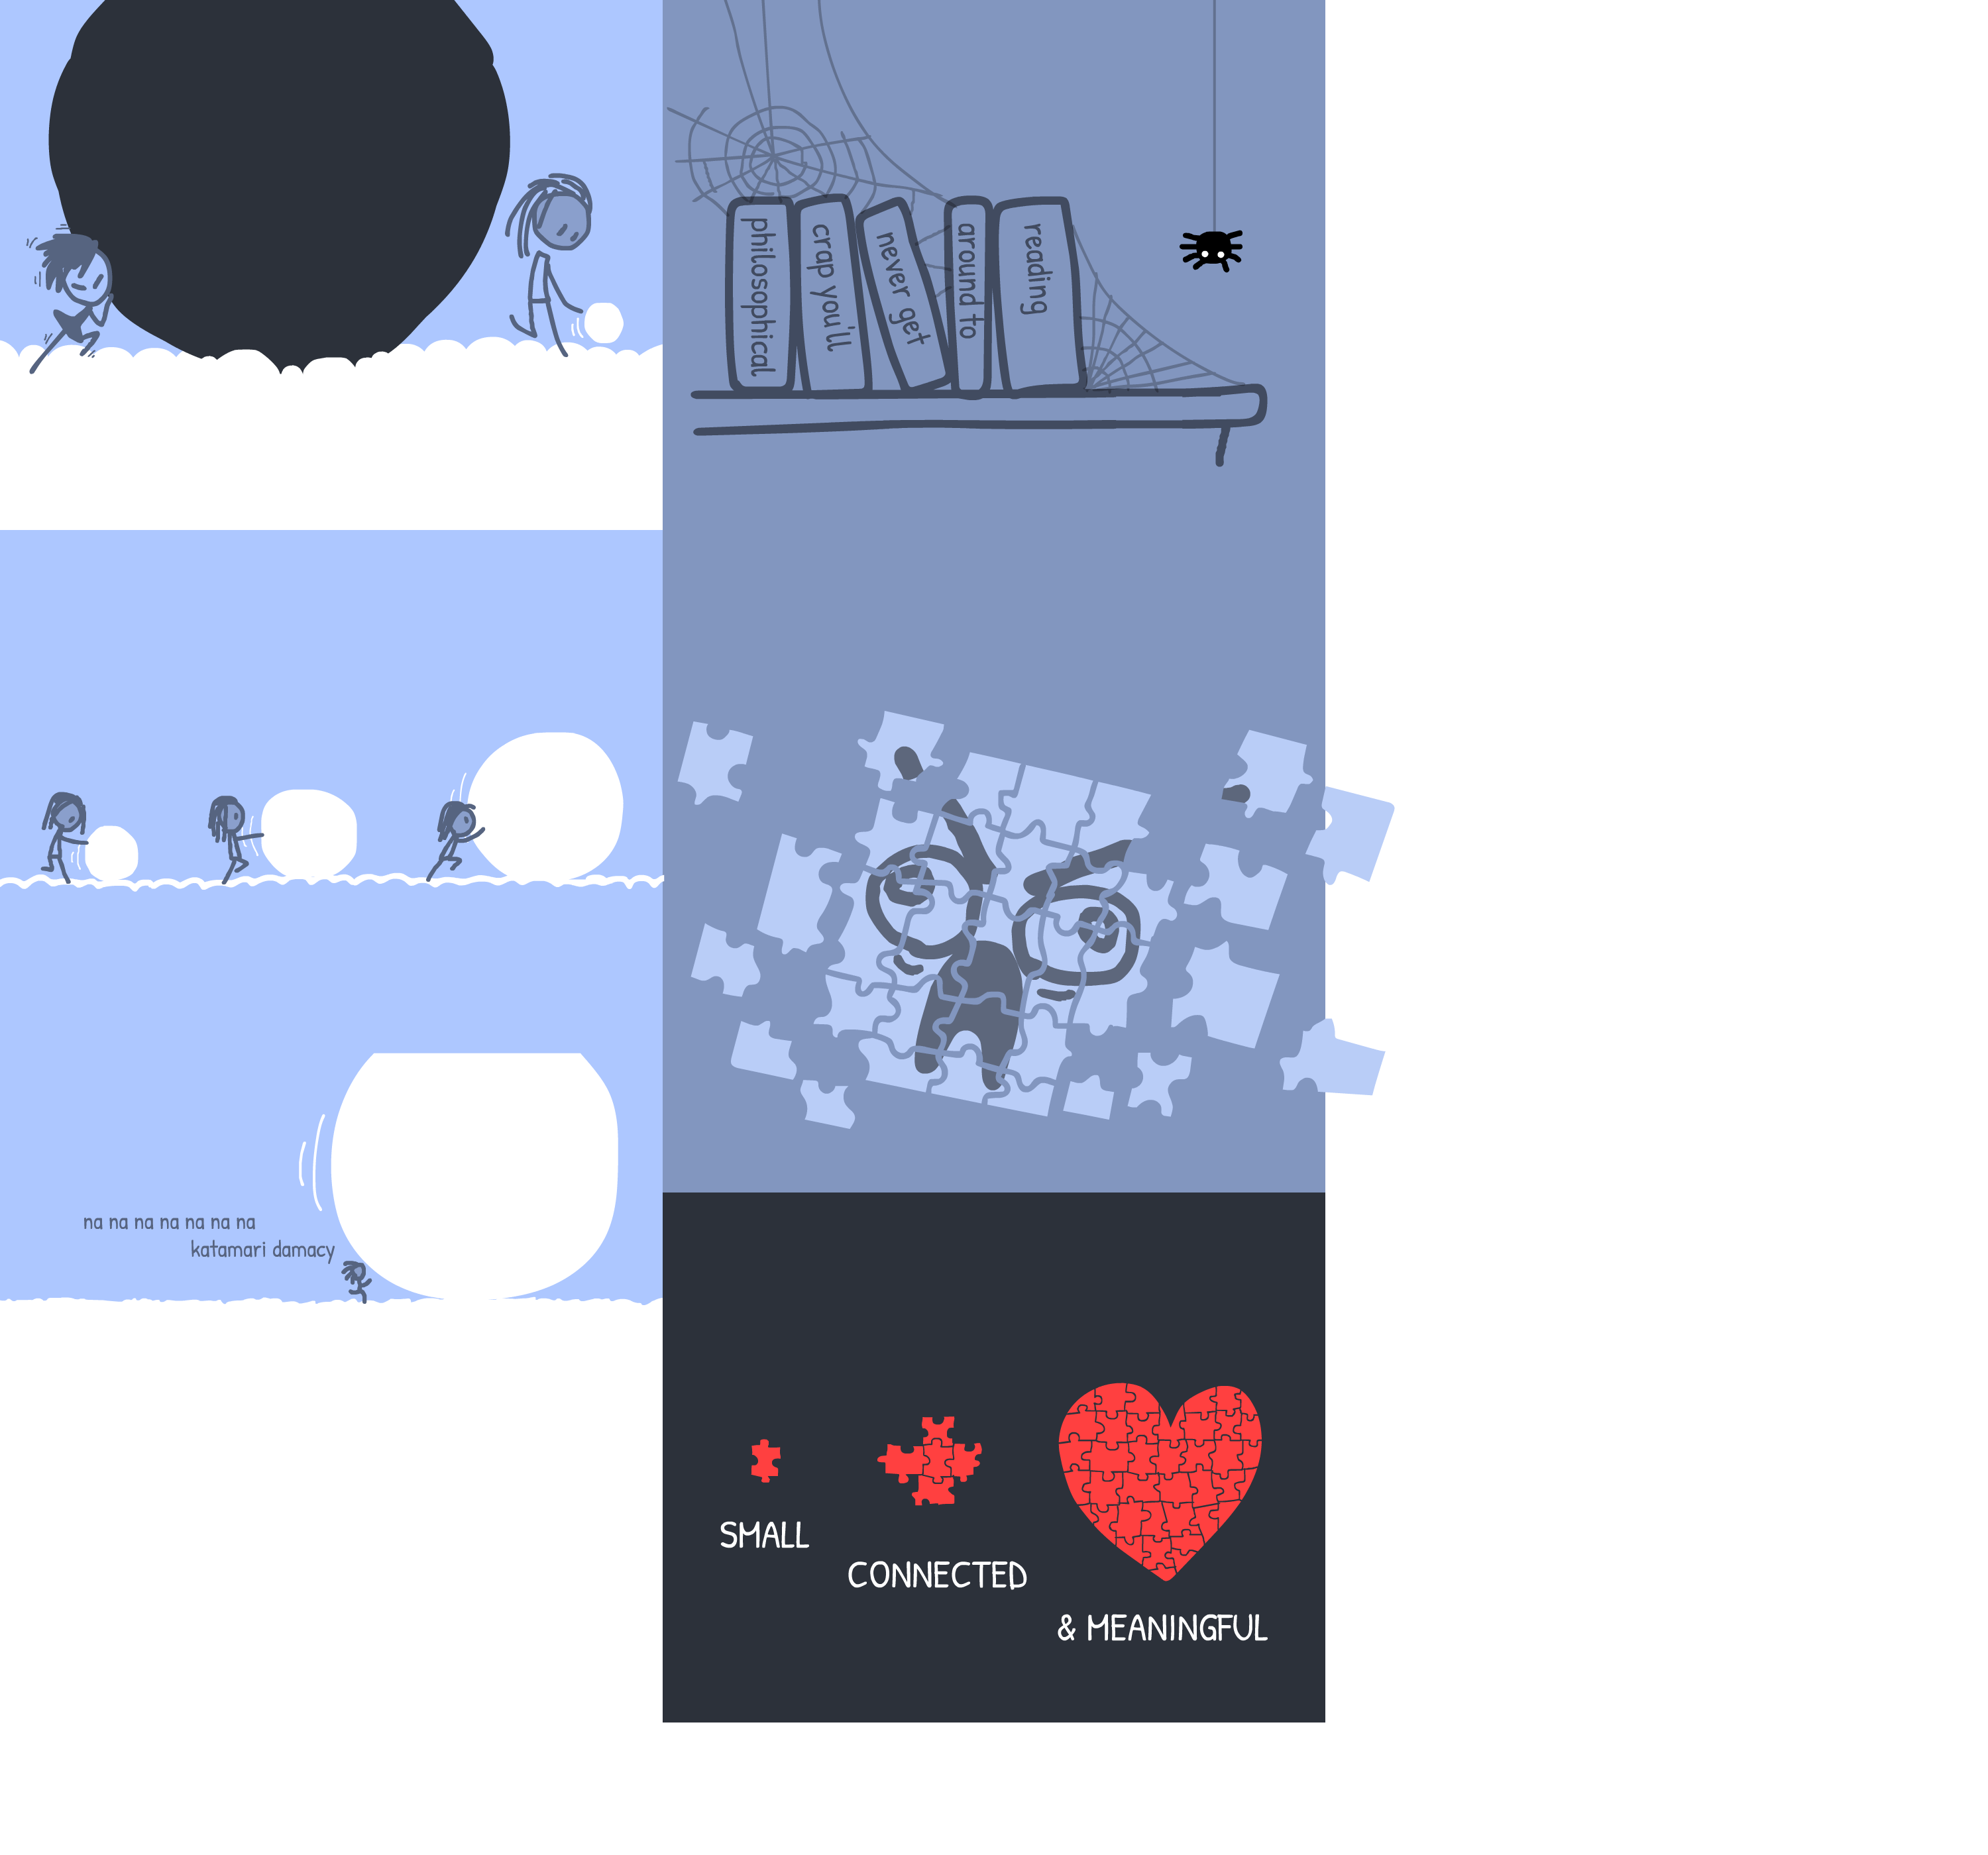 philosophical
crap you'll
never get
around to
reading
na na na na na na na
katamari damacy
SMALL
CONNECTED
& MEANINGFUL